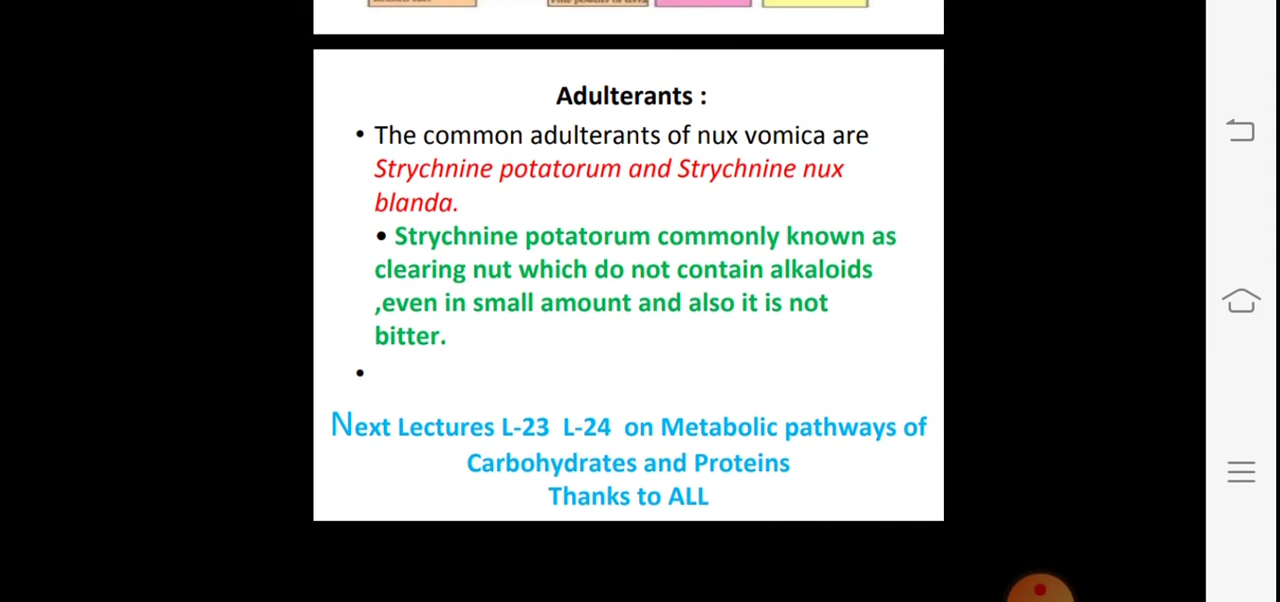 Adulterants :
• The common adulterants of nux vomica are
Strychnine potatorum and Strychnine nux
blanda.
• Strychnine potatorum commonly known as
clearing nut which do not contain alkaloids
,even in small amount and also it is not
bitter.
•
Next Lectures L-23 L-24 on Metabolic pathways of
Carbohydrates and Proteins
Thanks to ALL